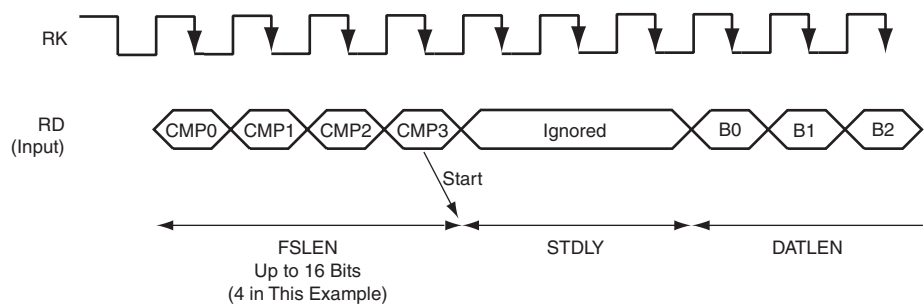 RK
RD
(Input)
CMP0 CMP1 CMP2 CMP3 Ignored B0 B1 B2
Start
FSLEN STDLY DATLEN
Up to 16 Bits
(4 in This Example)